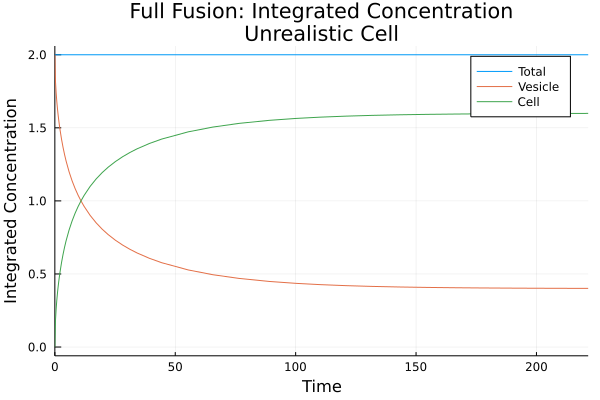 Full Fusion: Integrated Concentration
Unrealistic Cell
Integrated Concentration
2.0
1.5
1.0
0.5
0.0
Total
Vesicle
Cell
0 50 100 150 200
Time